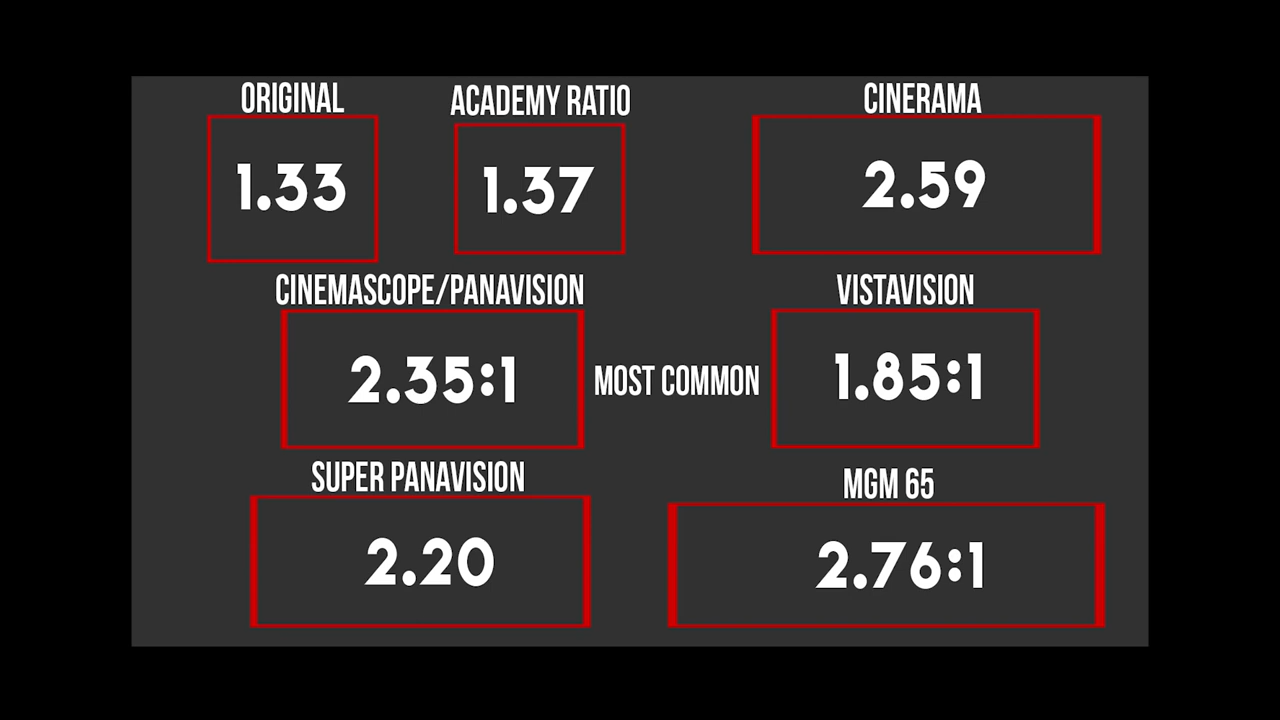 ORIGINAL
1.33
ACADEMY RATIO
1.37
CINERAMA
2.59
CINEMASCOPE/PANAVISION
2.35:1
MOST COMMON
VISTAVISION
1.85:1
SUPER PANAVISION
2.20
MGM 65
2.76:1